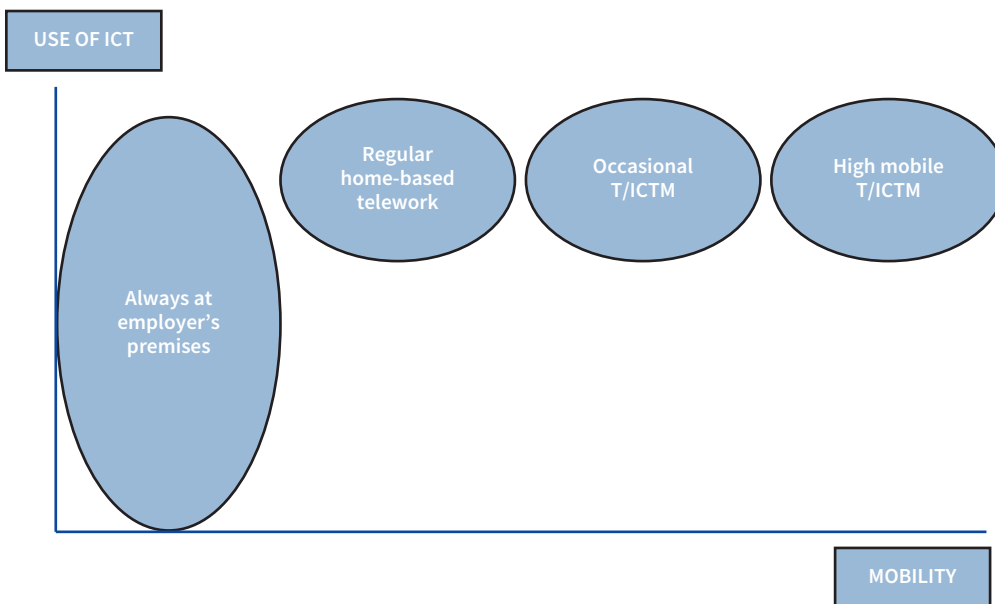 USE OF ICT
Regular
home-based
telework
Occasional
T/ICTM
High mobile
T/ICTM
Always at
employer’s
premises
MOBILITY